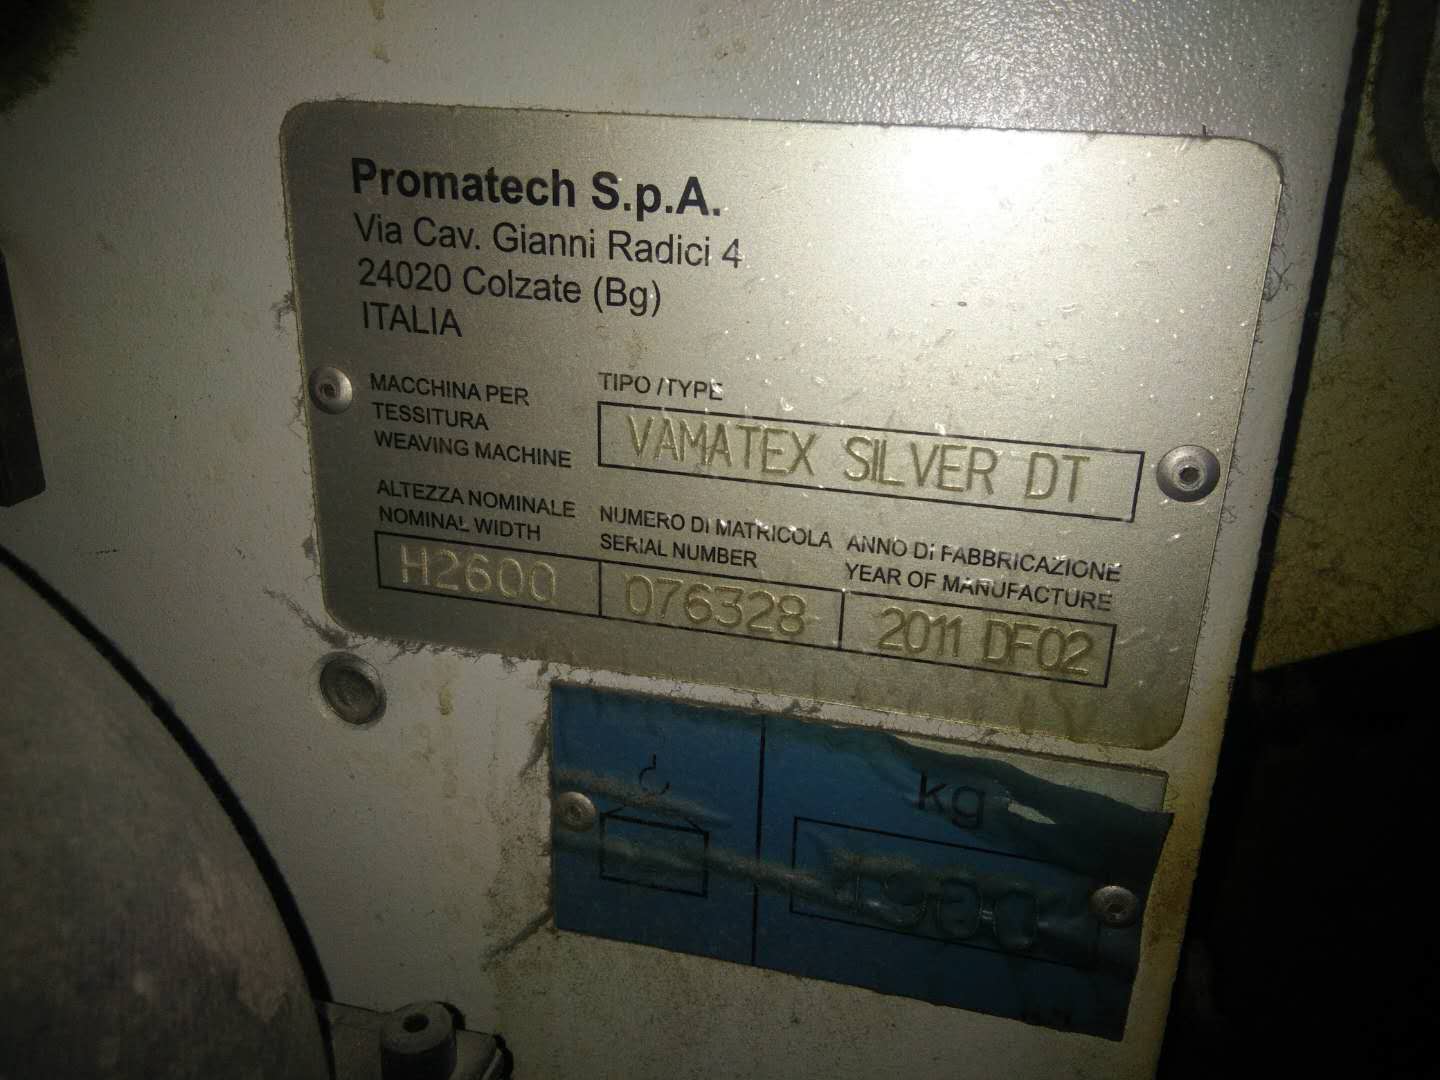 Promatech S.p.A.
Via Cav. Gianni Radici 4
24020 Colzate (Bg)
ITALIA
MACCHINA PER
TESSITURA
WEAVING MACHINE
TIPO /TYPE
VAMATEX SILVER DT
ALTEZZA NOMINALE
NOMINAL WIDTH
H2600
NUMERO DI MATRICOLA
SERIAL NUMBER
076328
ANNO Di FABBRICAZIONE
YEAR OF MANUFACTURE
2011 DF02
kg